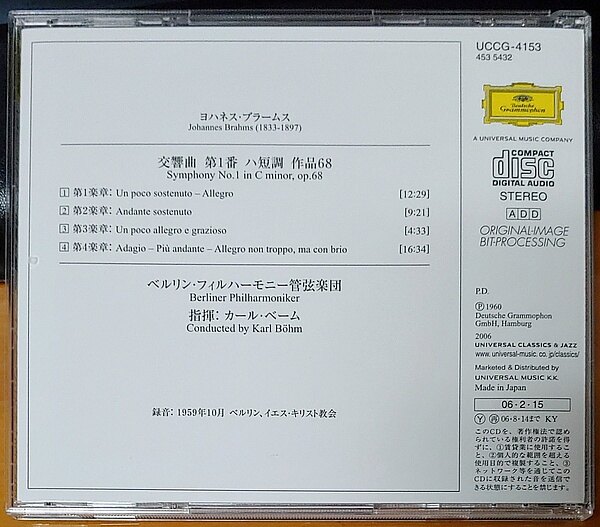 ヨハネス・ブラームス
Johannes Brahms (1833-1897)
交響曲 第1番 ハ短調 作品68
Symphony No.1 in C minor, op.68
1 第1楽章: Un poco sostenuto – Allegro [12:29]
2 第2楽章: Andante sostenuto [9:21]
3 第3楽章: Un poco allegro e grazioso [4:33]
4 第4楽章: Adagio – Più andante – Allegro non troppo, ma con brio [16:34]
ベルリン・フィルハーモニー管弦楽団
Berliner Philharmoniker
指揮: カール・ベーム
Conducted by Karl Böhm
録音: 1959年10月 ベルリン、イエス・キリスト教会
UCCG-4153
453 5432
Deutsche
Grammophon
A UNIVERSAL MUSIC COMPANY
COMPACT
disc
DIGITAL AUDIO
STEREO
ADD
ORIGINAL-IMAGE
BIT-PROCESSING
P.D.
Ⓟ 1960
Deutsche Grammophon
GmbH, Hamburg
2006
UNIVERSAL CLASSICS & JAZZ
www.universal-music.co.jp/classics/
Marketed & Distributed by
UNIVERSAL MUSIC K.K.
Made in Japan
06・2・15
Ⓨ 再 06・8・14まで KY
このCDを、著作権法で認め
られている権利者の許諾を得
ずに、①賃貸業に使用するこ
と、②個人的な範囲を超える
使用目的で複製すること、③
ネットワーク等を通じてこの
CDに収録された音を送信で
きる状態にすることを禁じます。